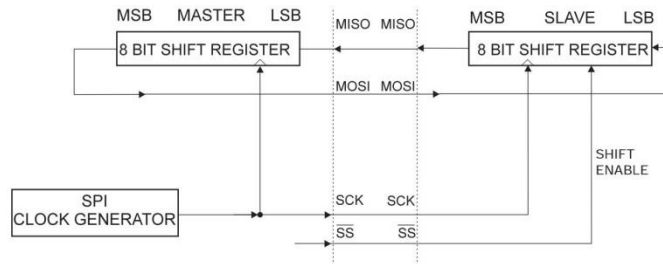 MSB MASTER LSB
MISO MISO
MSB SLAVE LSB
8 BIT SHIFT REGISTER
8 BIT SHIFT REGISTER
MOSI MOSI
SHIFT
ENABLE
SPI
CLOCK GENERATOR
SCK SCK
SS SS